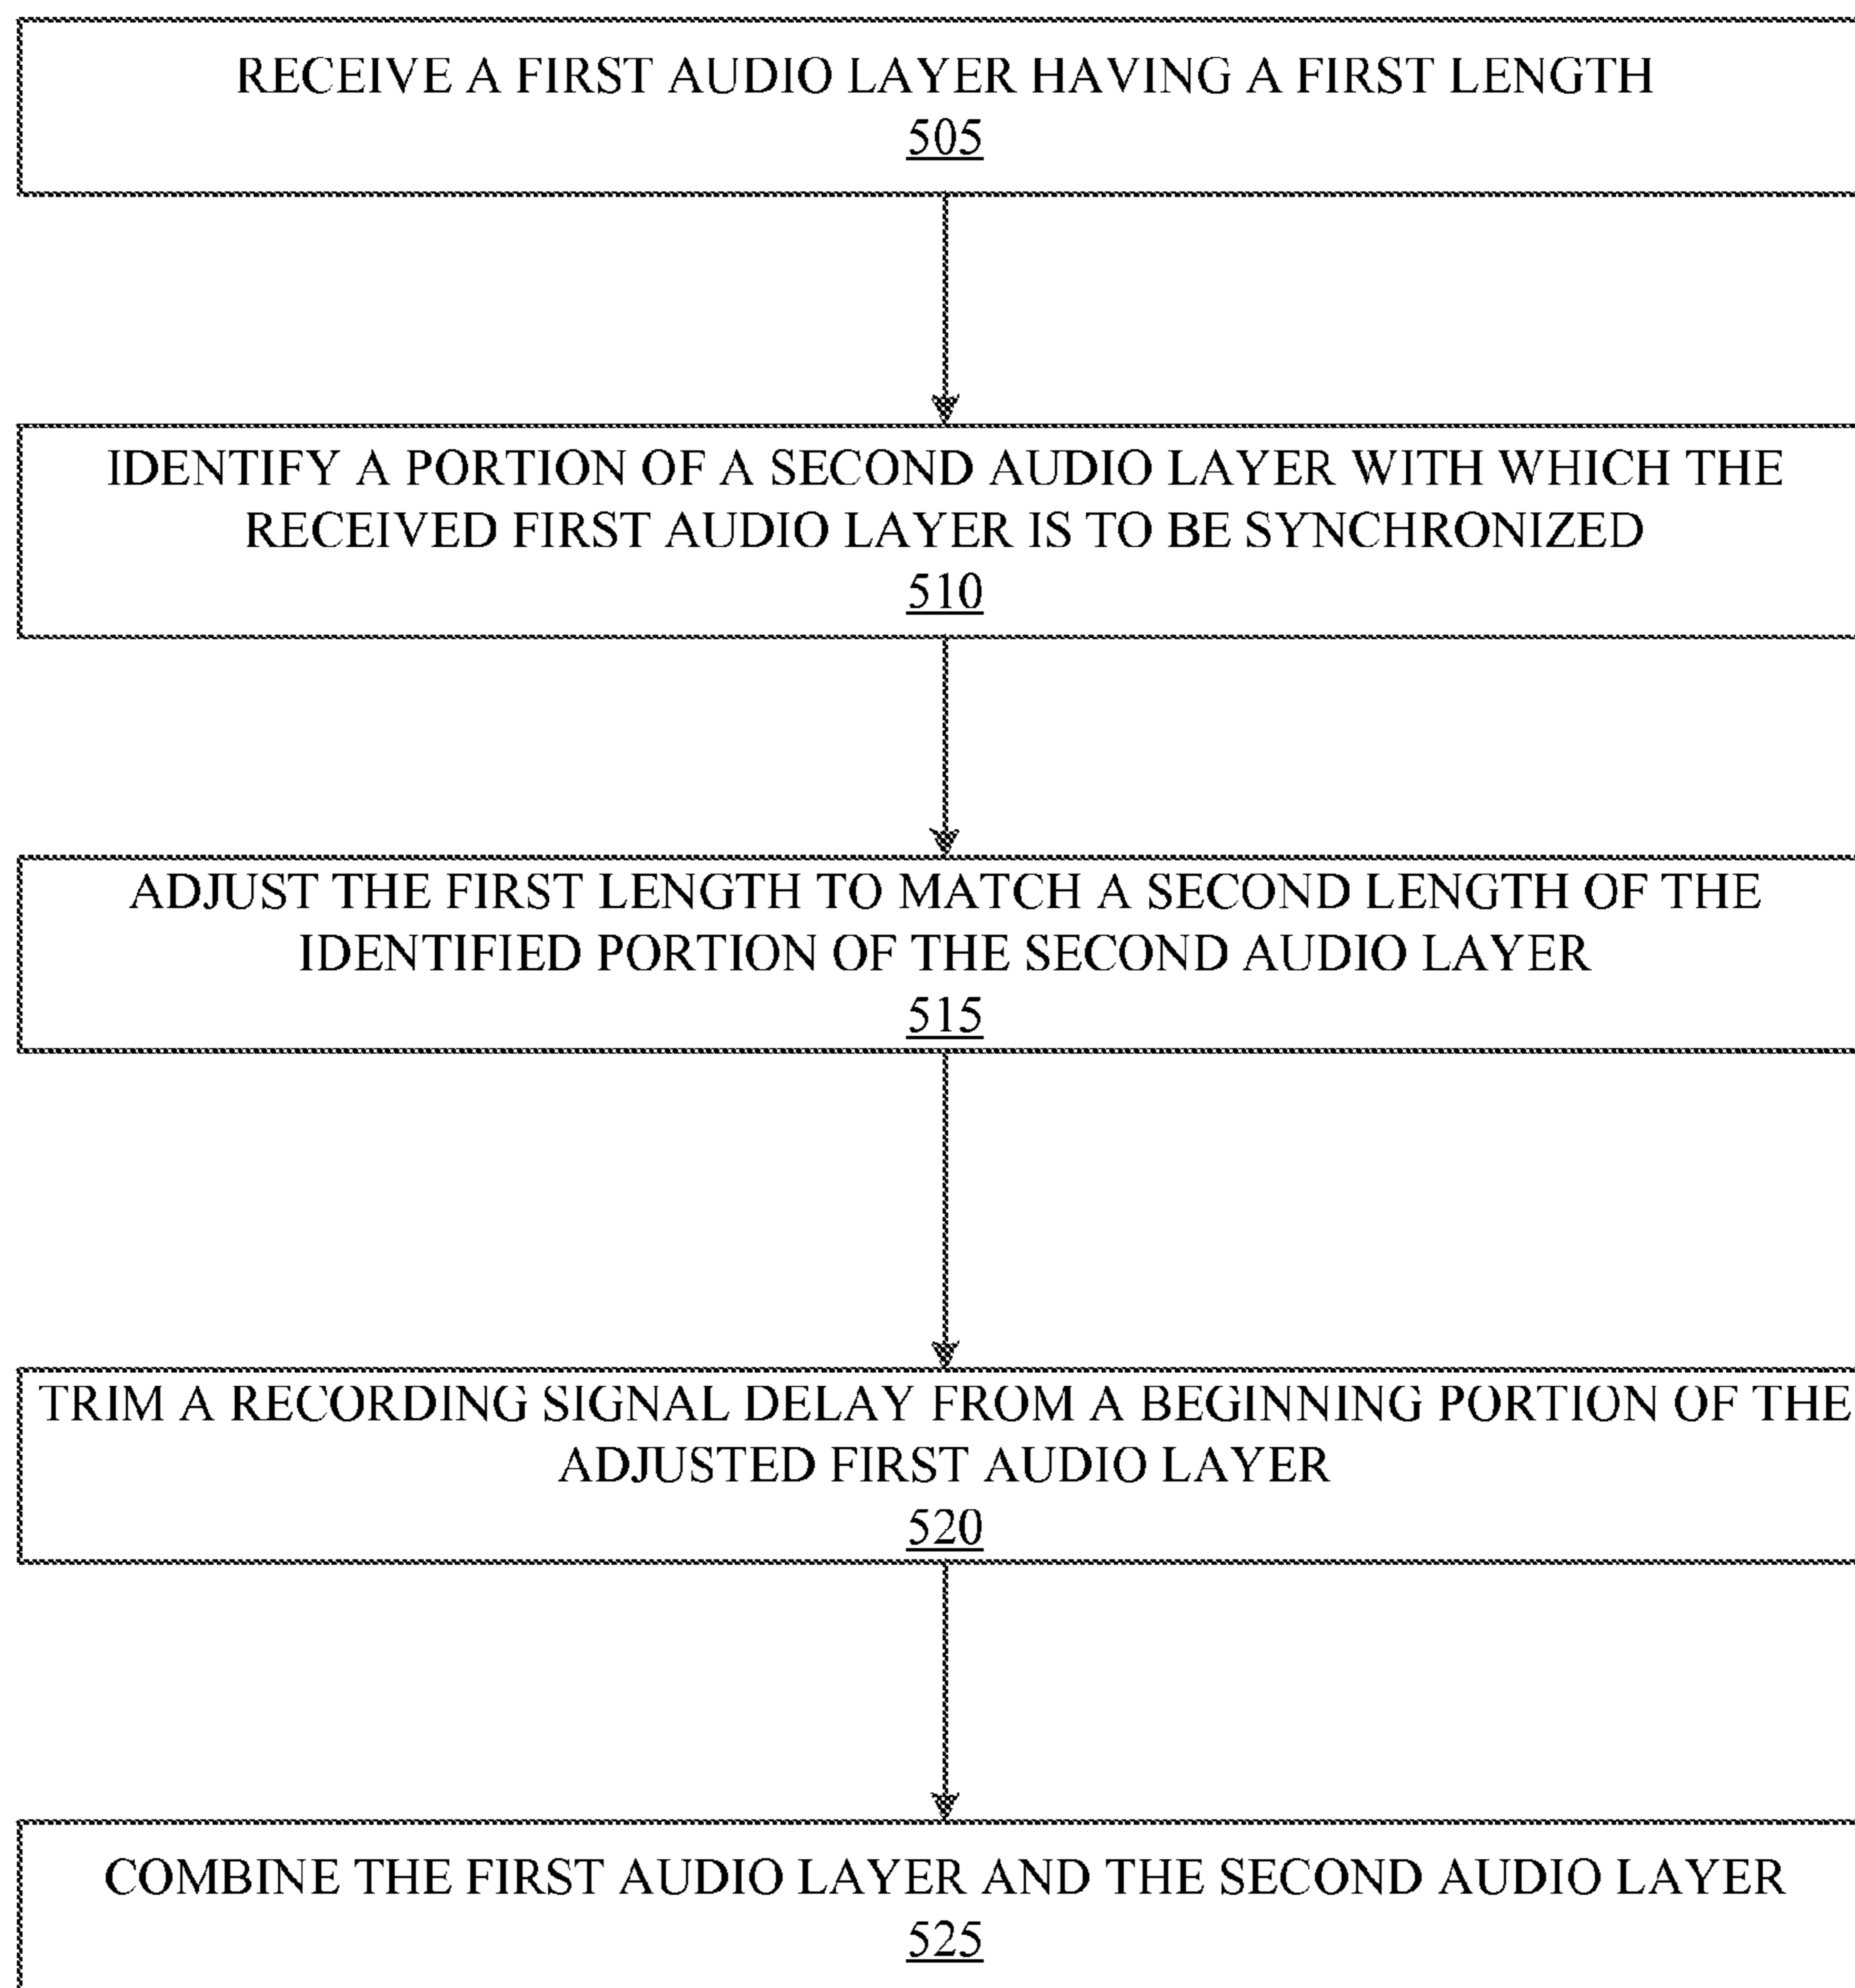 RECEIVE A FIRST AUDIO LAYER HAVING A FIRST LENGTH
505
IDENTIFY A PORTION OF A SECOND AUDIO LAYER WITH WHICH THE
RECEIVED FIRST AUDIO LAYER IS TO BE SYNCHRONIZED
510
ADJUST THE FIRST LENGTH TO MATCH A SECOND LENGTH OF THE
IDENTIFIED PORTION OF THE SECOND AUDIO LAYER
515
TRIM A RECORDING SIGNAL DELAY FROM A BEGINNING PORTION OF THE
ADJUSTED FIRST AUDIO LAYER
520
COMBINE THE FIRST AUDIO LAYER AND THE SECOND AUDIO LAYER
525